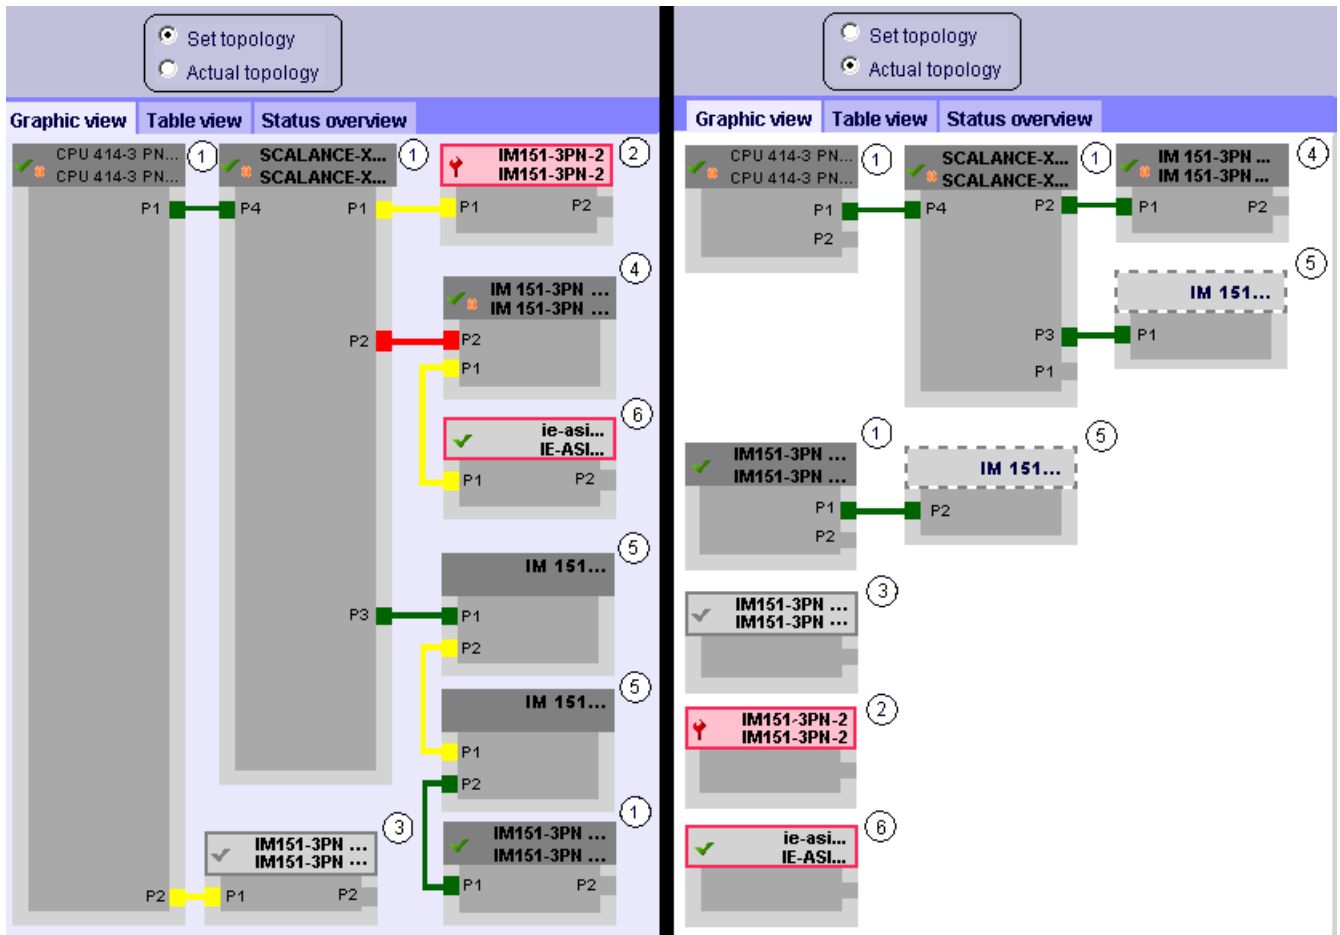 Set topology
Actual topology
Graphic view
Table view
Status overview
CPU 414-3 PN...
CPU 414-3 PN...
1
SCALANCE-X...
SCALANCE-X...
1
IM151-3PN-2
IM151-3PN-2
2
P1
P4
P1
P1
P2
4
IM 151-3PN ...
IM 151-3PN ...
P2
P2
P1
6
ie-asi...
IE-ASI...
P1
P2
5
IM 151...
P3
P1
P2
5
IM 151...
P1
P2
1
IM151-3PN ...
IM151-3PN ...
P1
P2
3
IM151-3PN ...
IM151-3PN ...
P2
P1
P2
Set topology
Actual topology
Graphic view
Table view
Status overview
CPU 414-3 PN...
CPU 414-3 PN...
1
SCALANCE-X...
SCALANCE-X...
1
IM 151-3PN ...
IM 151-3PN ...
4
P1
P4
P2
P1
P2
P2
5
IM 151...
P3
P1
P1
1
IM151-3PN ...
IM151-3PN ...
5
IM 151...
P1
P2
P2
3
IM151-3PN ...
IM151-3PN ...
2
IM151-3PN-2
IM151-3PN-2
6
ie-asi...
IE-ASI...